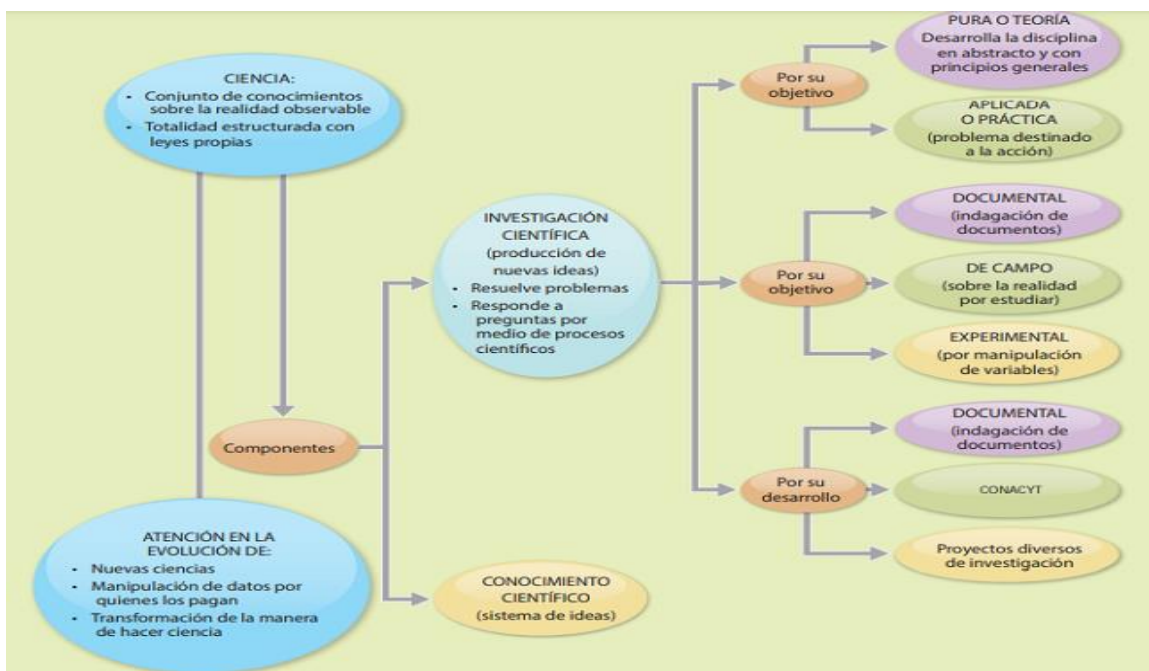 CIENCIA:
• Conjunto de conocimientos
sobre la realidad observable
• Totalidad estructurada con
leyes propias
Componentes
ATENCIÓN EN LA
EVOLUCIÓN DE:
• Nuevas ciencias
• Manipulación de datos por
quienes los pagan
• Transformación de la manera
de hacer ciencia
INVESTIGACIÓN
CIENTÍFICA
(producción de
nuevas ideas)
• Resuelve problemas
• Responde a
preguntas por
medio de procesos
científicos
CONOCIMIENTO
CIENTÍFICO
(sistema de ideas)
Por su
objetivo
PURA O TEORÍA
Desarrolla la disciplina
en abstracto y con
principios generales
APLICADA
O PRÁCTICA
(problema destinado
a la acción)
Por su
objetivo
DOCUMENTAL
(indagación de
documentos)
DE CAMPO
(sobre la realidad
por estudiar)
EXPERIMENTAL
(por manipulación
de variables)
Por su
desarrollo
DOCUMENTAL
(indagación de
documentos)
CONACYT
Proyectos diversos
de investigación